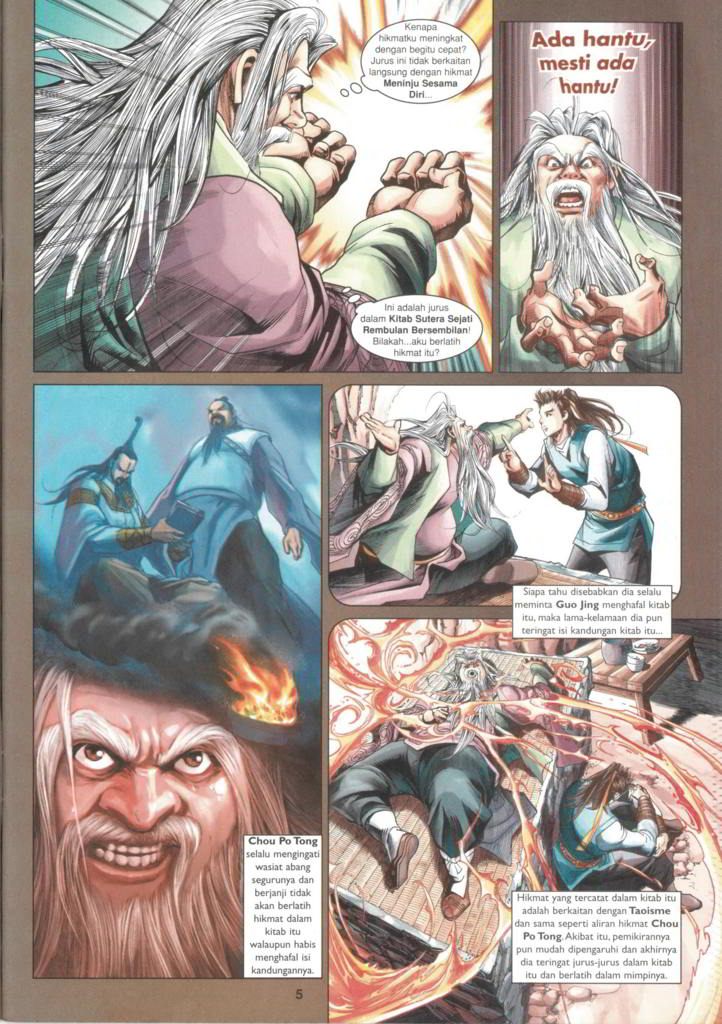 Kenapa
hikmatku meningkat
dengan begitu cepat?
Jurus ini tidak berkaitan
langsung dengan hikmat
Meninju Sesama
Diri...
Ada hantu,
mesti ada
hantu!
Ini adalah jurus
dalam Kitab Sutera Sejati
Rembulan Bersembilan!
Bilakah...aku berlatih
hikmat itu?
Siapa tahu disebabkan dia selalu
meminta Guo Jing menghafal kitab
itu, maka lama-kelamaan dia pun
teringat isi kandungan kitab itu...
Chou Po Tong
selalu mengingati
wasiat abang
segurunya dan
berjanji tidak
akan berlatih
hikmat dalam
kitab itu
walaupun habis
menghafal isi
kandungannya.
Hikmat yang tercatat dalam kitab itu
adalah berkaitan dengan Taoisme
dan sama seperti aliran hikmat Chou
Po Tong. Akibat itu, pemikirannya
pun mudah dipengaruhi dan akhirnya
dia teringat jurus-jurus dalam kitab
itu dan berlatih dalam mimpinya.
5